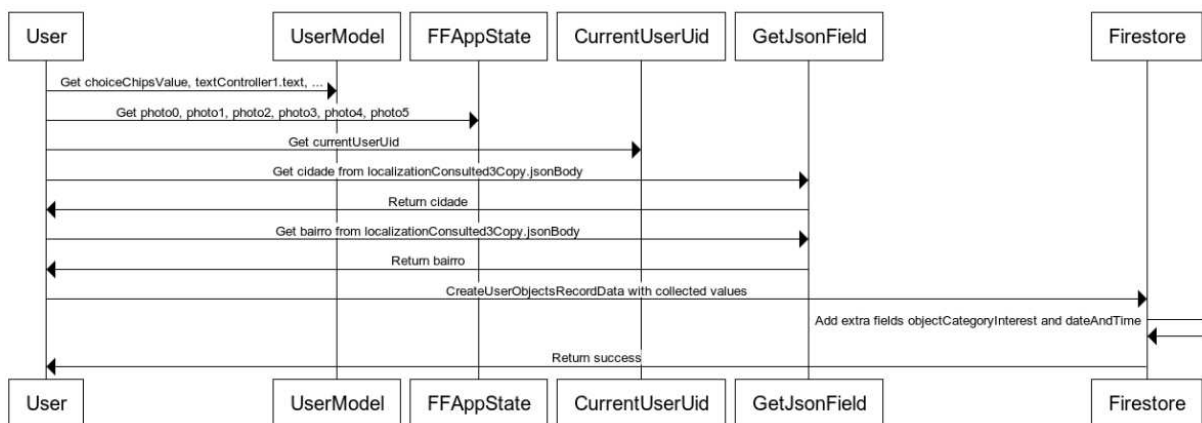 User UserModel FFAppState CurrentUserUid GetJsonField Firestore
Get choiceChipsValue, textController1.text, ...
Get photo0, photo1, photo2, photo3, photo4, photo5
Get currentUserUid
Get cidade from localizationConsulted3Copy.jsonBody
Return cidade
Get bairro from localizationConsulted3Copy.jsonBody
Return bairro
CreateUserObjectsRecordData with collected values
Add extra fields objectCategoryInterest and dateAndTime
Return success
User UserModel FFAppState CurrentUserUid GetJsonField Firestore